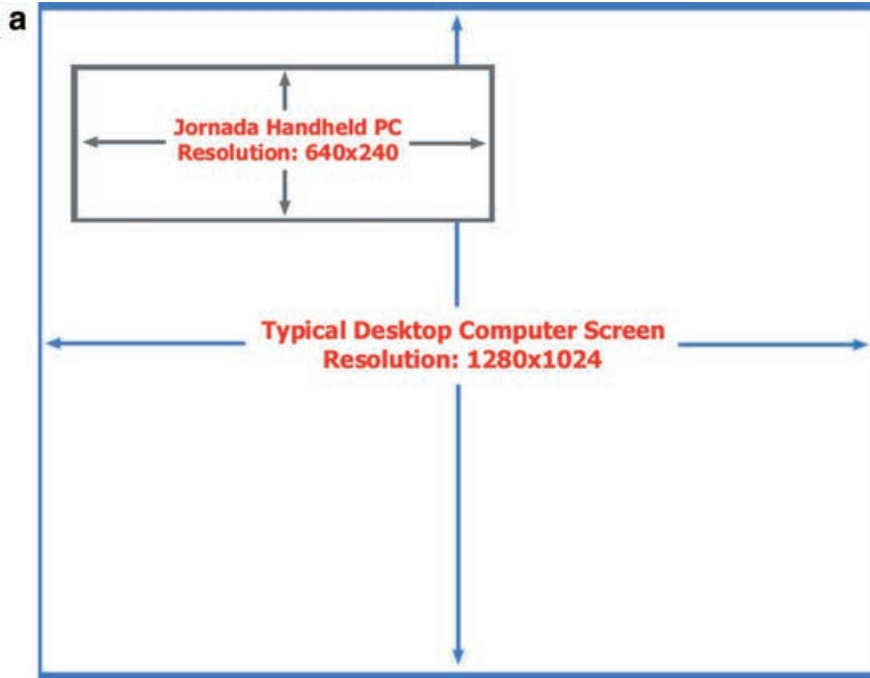 a
Jornada Handheld PC
Resolution: 640x240
Typical Desktop Computer Screen
Resolution: 1280x1024